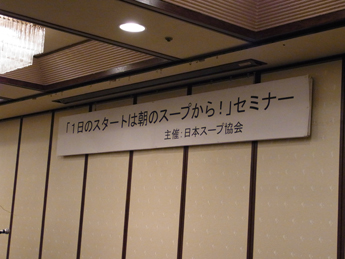 「1日のスタートは朝のスープから!」セミナー
主催:日本スープ協会